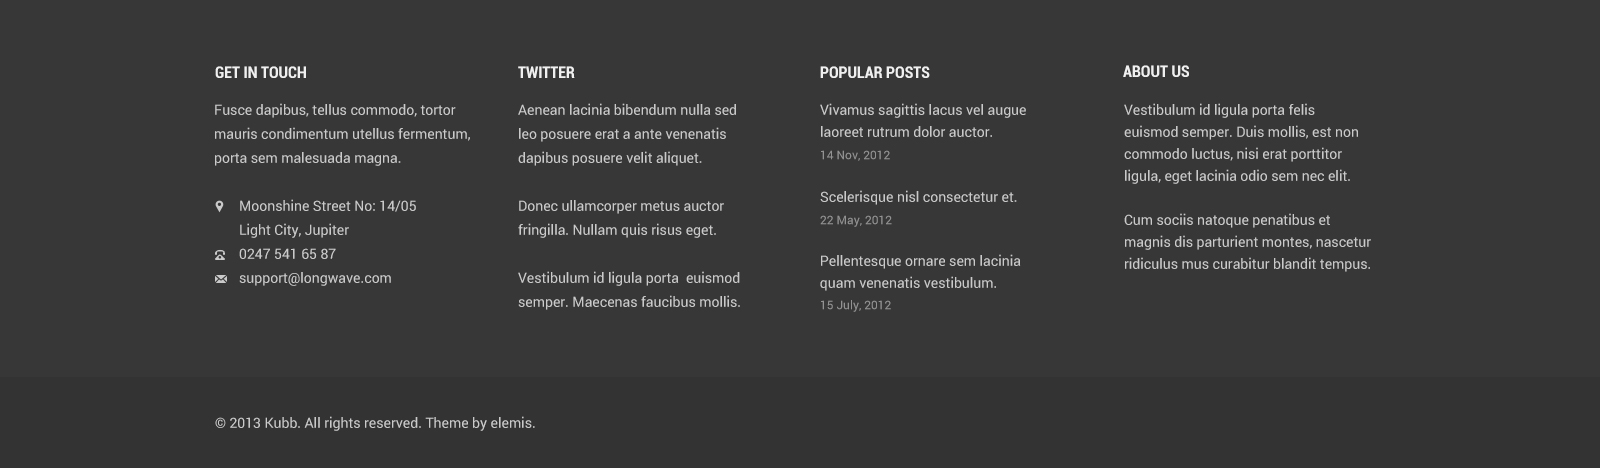 GET IN TOUCH
Fusce dapibus, tellus commodo, tortor
mauris condimentum utellus fermentum,
porta sem malesuada magna.
Moonshine Street No: 14/05
Light City, Jupiter
0247 541 65 87
support@longwave.com
TWITTER
Aenean lacinia bibendum nulla sed
leo posuere erat a ante venenatis
dapibus posuere velit aliquet.
Donec ullamcorper metus auctor
fringilla. Nullam quis risus eget.
Vestibulum id ligula porta  euismod
semper. Maecenas faucibus mollis.
POPULAR POSTS
Vivamus sagittis lacus vel augue
laoreet rutrum dolor auctor.
14 Nov, 2012
Scelerisque nisl consectetur et.
22 May, 2012
Pellentesque ornare sem lacinia
quam venenatis vestibulum.
15 July, 2012
ABOUT US
Vestibulum id ligula porta felis
euismod semper. Duis mollis, est non
commodo luctus, nisi erat porttitor
ligula, eget lacinia odio sem nec elit.
Cum sociis natoque penatibus et
magnis dis parturient montes, nascetur
ridiculus mus curabitur blandit tempus.
© 2013 Kubb. All rights reserved. Theme by elemis.